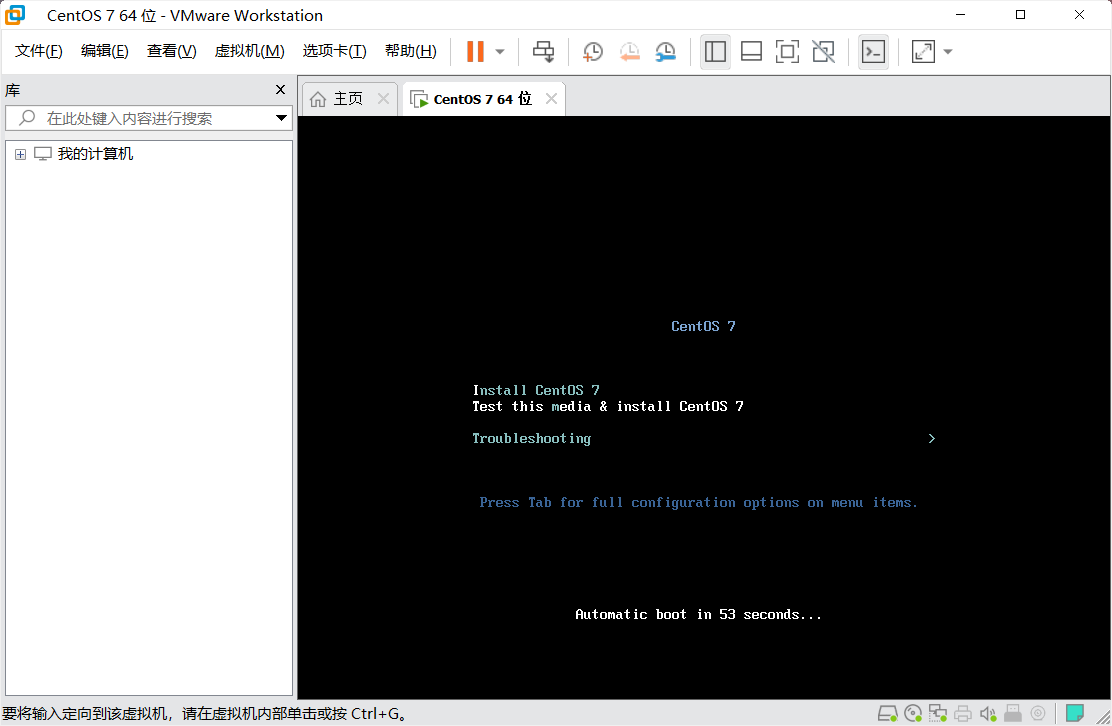 CentOS 7 64 位 - VMware Workstation
文件(F) 编辑(E) 查看(V) 虚拟机(M) 选项卡(T) 帮助(H)
库
在此处键入内容进行搜索
我的计算机
主页 CentOS 7 64 位
CentOS 7
Install CentOS 7
Test this media & install CentOS 7
Troubleshooting >
Press Tab for full configuration options on menu items.
Automatic boot in 53 seconds...
要将输入定向到该虚拟机，请在虚拟机内部单击或按 Ctrl+G。